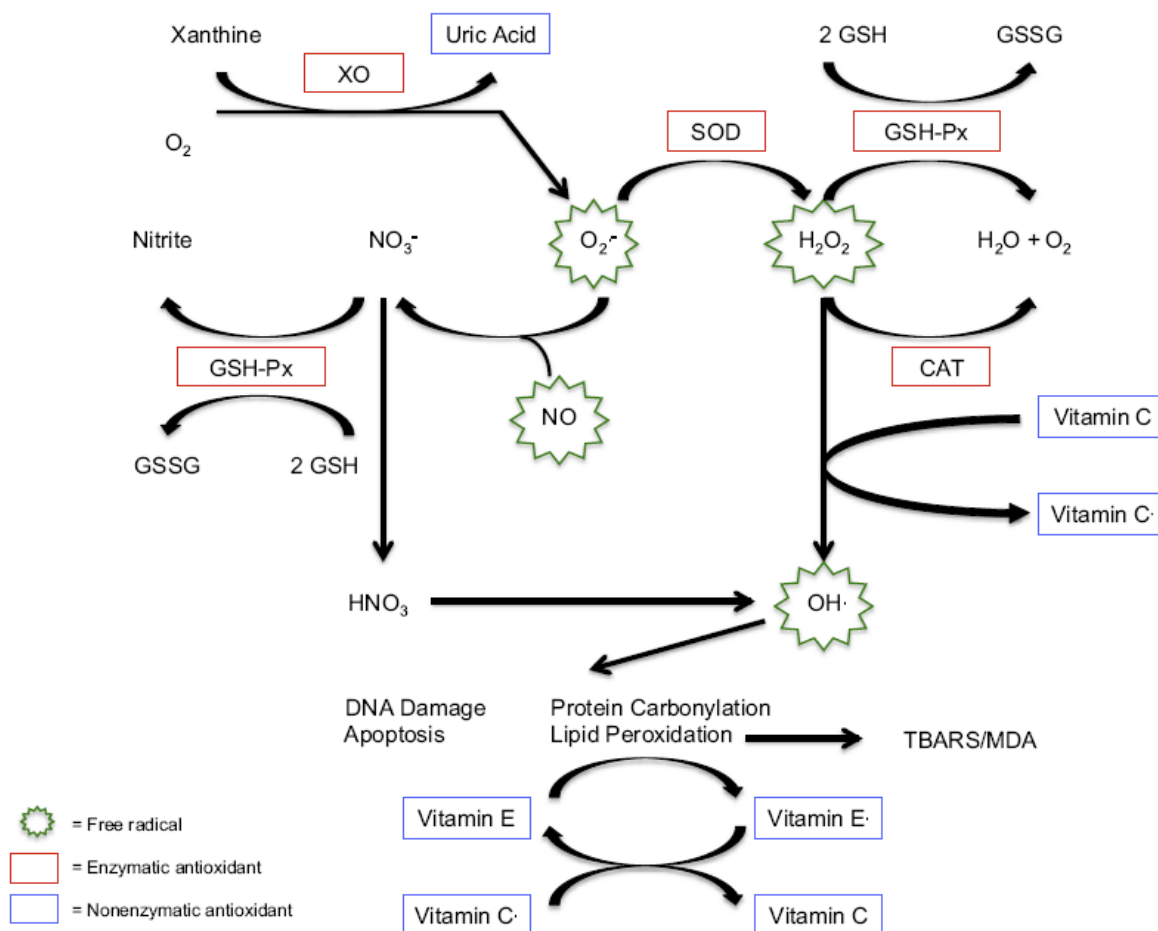 Xanthine
Uric Acid
2 GSH
GSSG
XO
O₂
SOD
GSH-Px
Nitrite
NO₃⁻
O₂·⁻
H₂O₂
H₂O + O₂
GSH-Px
CAT
NO
Vitamin C
GSSG
2 GSH
Vitamin C·
HNO₃
OH·
DNA Damage
Apoptosis
Protein Carbonylation
Lipid Peroxidation
TBARS/MDA
Vitamin E
Vitamin E·
= Free radical
= Enzymatic antioxidant
= Nonenzymatic antioxidant
Vitamin C·
Vitamin C